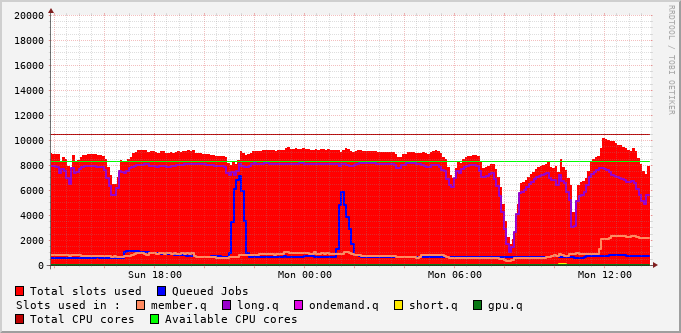 20000
18000
16000
14000
12000
10000
8000
6000
4000
2000
0
Sun 18:00 Mon 00:00 Mon 06:00 Mon 12:00
RRDTOOL / TOBI OETIKER
Total slots used Queued Jobs
Slots used in : member.q long.q ondemand.q short.q gpu.q
Total CPU cores Available CPU cores